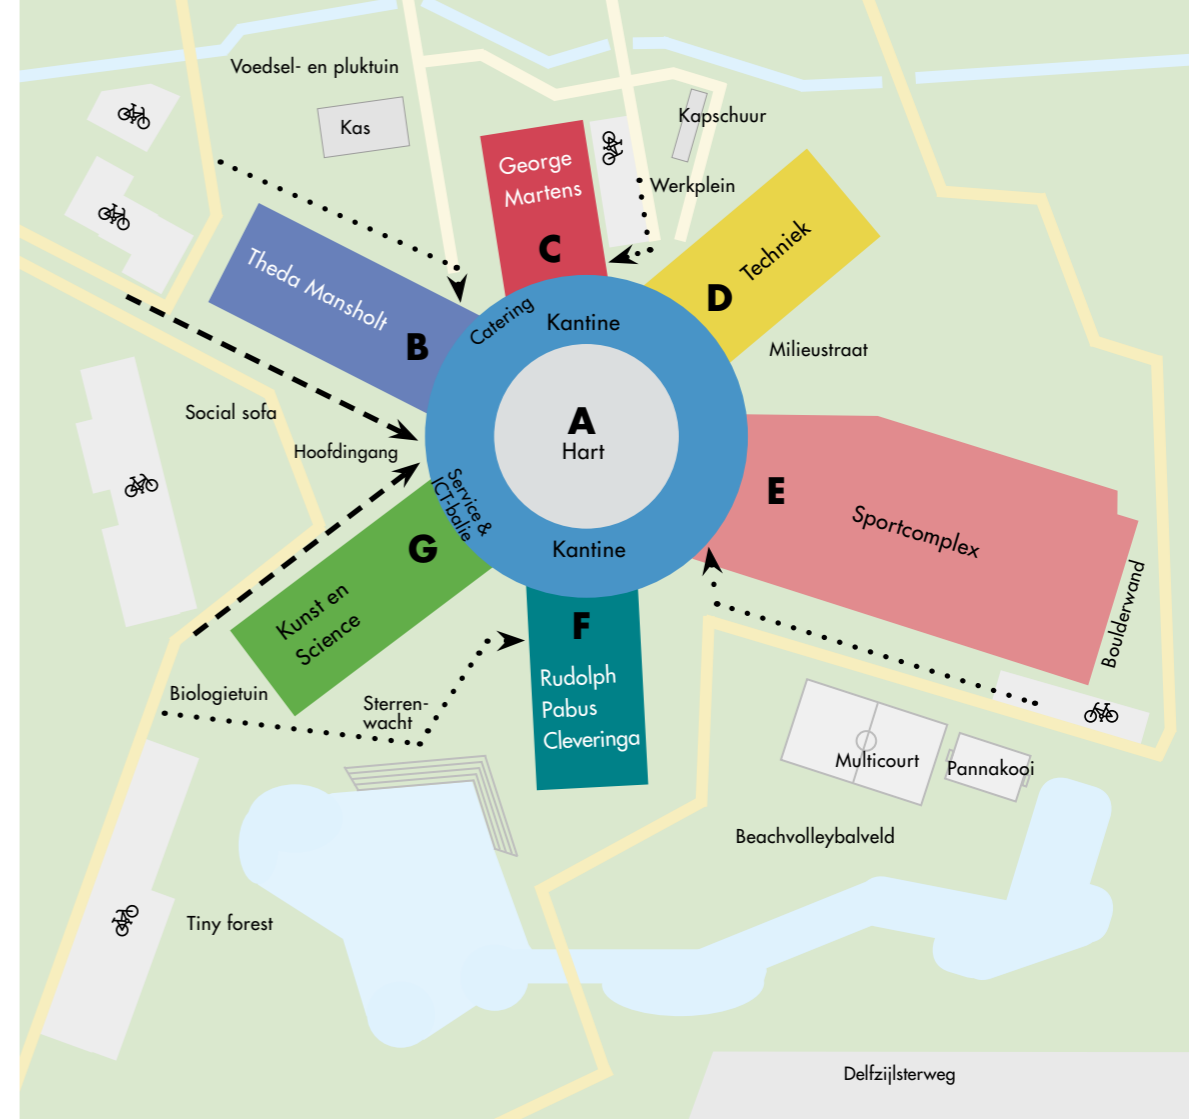 Voedsel- en pluktuin
Kas
Kapschuur
George
Martens
Werkplein
C
Techniek
D
Theda Mansholt
B
Catering
Kantine
Milieustraat
Social sofa
Hoofdingang
A
Hart
E
Sportcomplex
Service &
ICT-balie
G
Kantine
Boulderwand
Kunst en
Science
F
Rudolph
Pabus
Cleveringa
Biologietuin
Sterren-
wacht
Multicourt
Pannakooi
Beachvolleybalveld
Tiny forest
Delfzijlsterweg